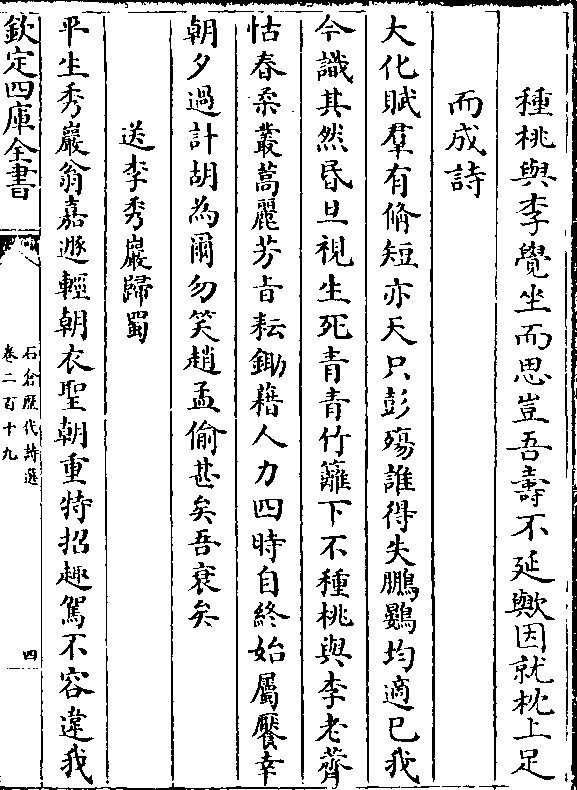 種桃與李覺坐而思豈吾壽不延歟因就枕上足
而成詩
大化賦羣有脩短亦天只彭殤誰得失鵬鷃均適已我
今識其然昏旦視生死青青竹籬下不種桃與李老薺
怙春柔叢蒿麗芳㫖耘鋤藉人力四時自終始屬饜幸
朝夕過計胡為爾勿笑趙孟偷甚矣吾衰矣
送李秀巖歸蜀
平生秀巖翁嘉遯輕朝衣聖朝重特招趣駕不容違我
欽定四庫全書
石倉歷代詩選
卷二百十九
四